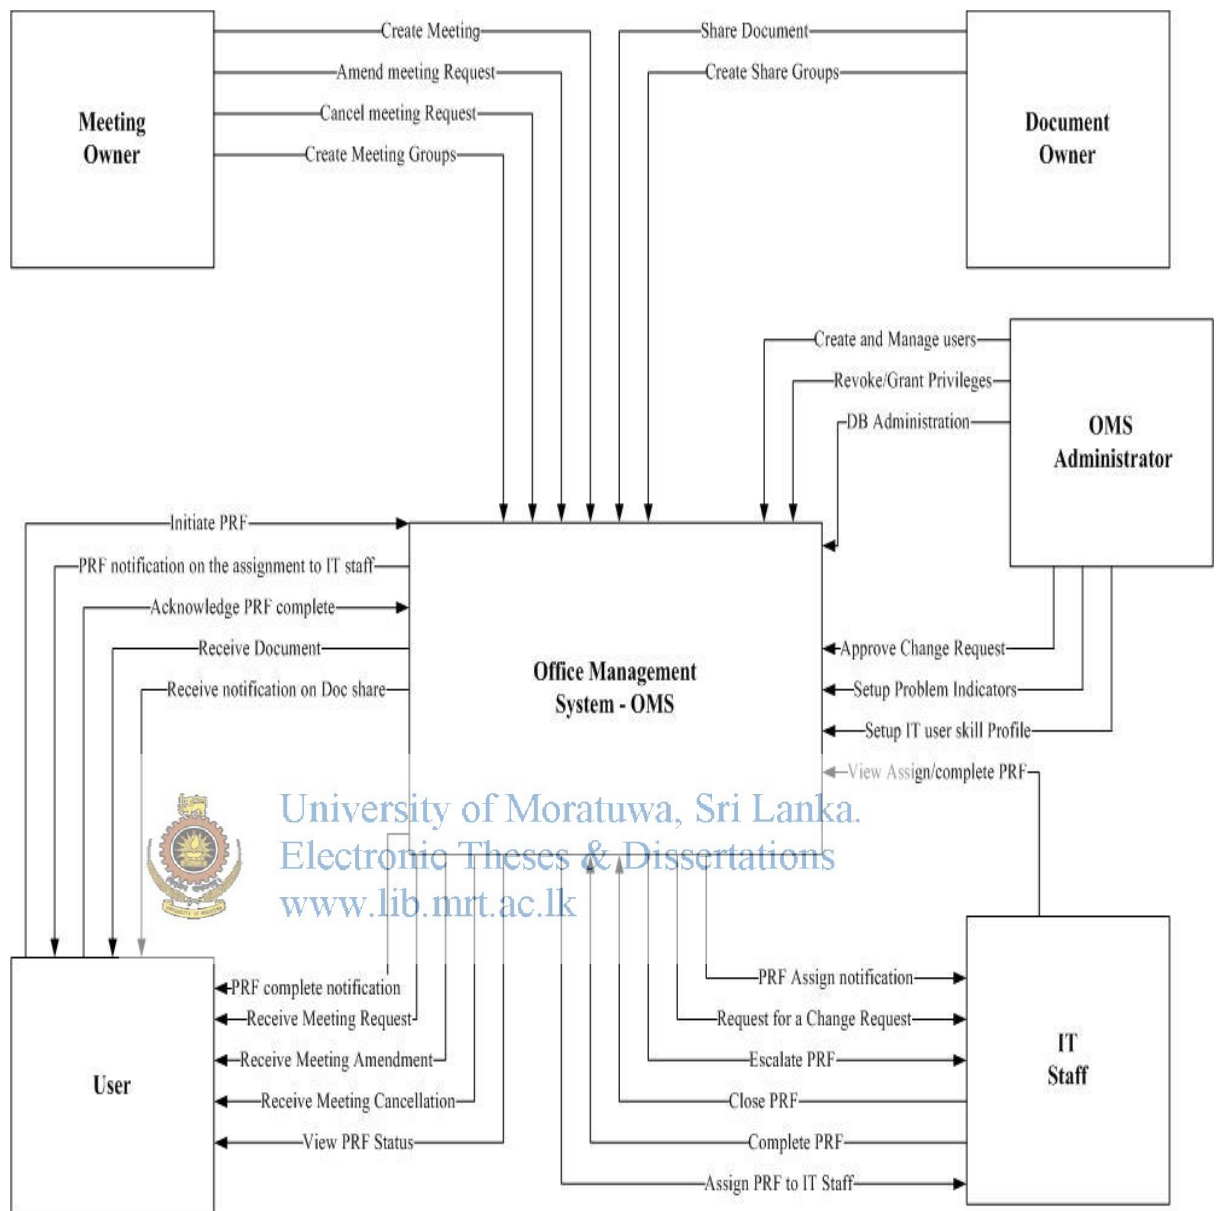 Create Meeting
Share Document
Amend meeting Request
Create Share Groups
Cancel meeting Request
Create Meeting Groups
Meeting
Owner
Document
Owner
Create and Manage users
Revoke/Grant Privileges
DB Administration
OMS
Administrator
Initiate PRF
PRF notification on the assignment to IT staff
Acknowledge PRF complete
Receive Document
Receive notification on Doc share
Office Management
System - OMS
Approve Change Request
Setup Problem Indicators
Setup IT user skill Profile
View Assign/complete PRF
University of Moratuwa, Sri Lanka.
Electronic Theses & Dissertations
www.lib.mrt.ac.lk
PRF complete notification
Receive Meeting Request
Receive Meeting Amendment
Receive Meeting Cancellation
View PRF Status
User
PRF Assign notification
Request for a Change Request
Escalate PRF
Close PRF
Complete PRF
Assign PRF to IT Staff
IT
Staff